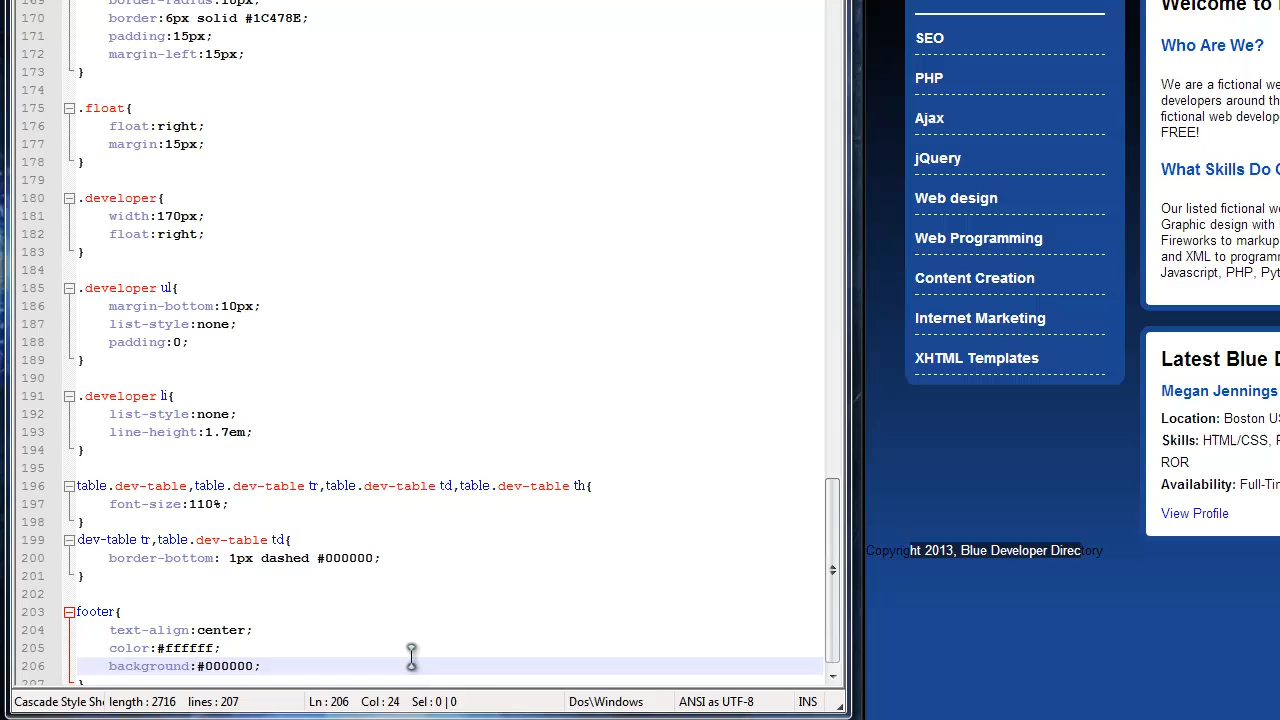 169 border-radius:10px;
170 border:6px solid #1C478E;
171 padding:15px;
172 margin-left:15px;
173 }
174
175 .float{
176 float:right;
177 margin:15px;
178 }
179
180 .developer{
181 width:170px;
182 float:right;
183 }
184
185 .developer ul{
186 margin-bottom:10px;
187 list-style:none;
188 padding:0;
189 }
190
191 .developer li{
192 list-style:none;
193 line-height:1.7em;
194 }
195
196 table.dev-table,table.dev-table tr,table.dev-table td,table.dev-table th{
197 font-size:110%;
198 }
199 dev-table tr,table.dev-table td{
200 border-bottom: 1px dashed #000000;
201 }
202
203 footer{
204 text-align:center;
205 color:#ffffff;
206 background:#000000;
207 }
Cascade Style She length : 2716 lines : 207 Ln : 206 Col : 24 Sel : 0 | 0 Dos\Windows ANSI as UTF-8 INS
SEO
PHP
Ajax
jQuery
Web design
Web Programming
Content Creation
Internet Marketing
XHTML Templates
Welcome to
Who Are We?
We are a fictional we
developers around th
fictional web develop
FREE!
What Skills Do
Our listed fictional we
Graphic design with
Fireworks to markup
and XML to programm
Javascript, PHP, Pyt
Latest Blue D
Megan Jennings
Location: Boston US
Skills: HTML/CSS,
ROR
Availability: Full-Tim
View Profile
Copyright 2013, Blue Developer Directory